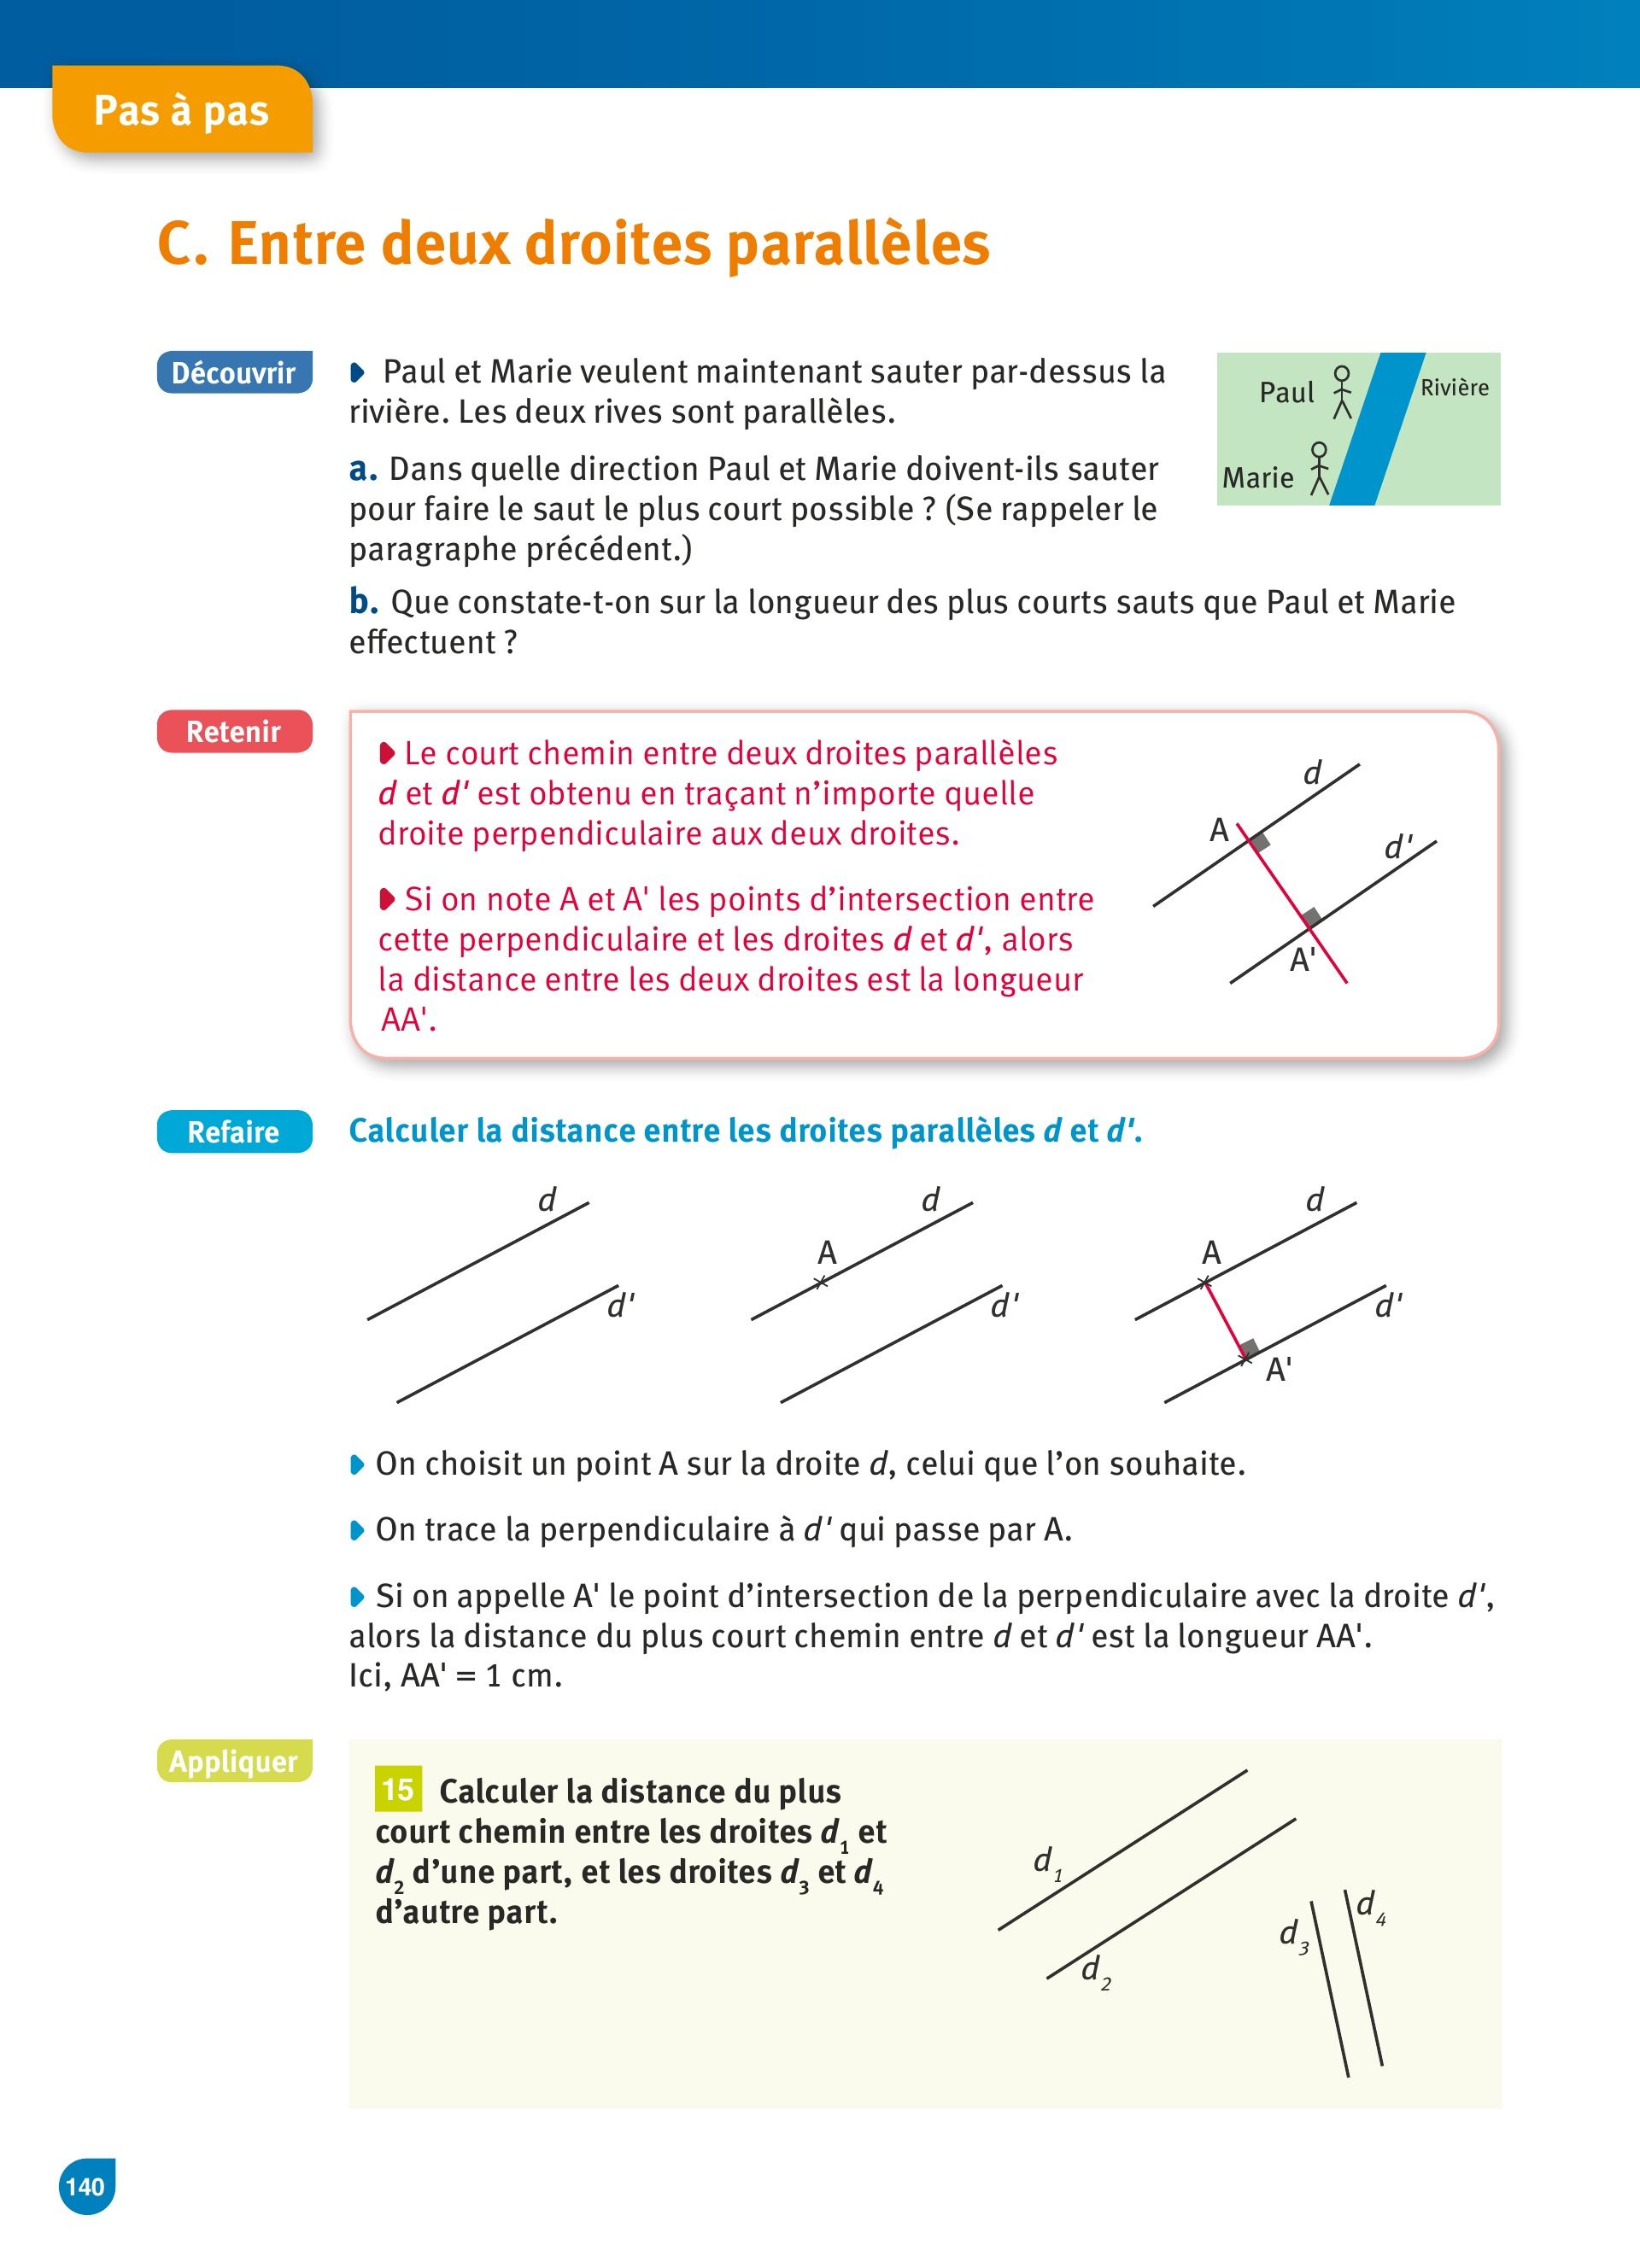 Pas à pas
C. Entre deux droites parallèles
Découvrir
Paul et Marie veulent maintenant sauter par-dessus la
rivière. Les deux rives sont parallèles.
a. Dans quelle direction Paul et Marie doivent-ils sauter
pour faire le saut le plus court possible ? (Se rappeler le
paragraphe précédent.)
b. Que constate-t-on sur la longueur des plus courts sauts que Paul et Marie
effectuent ?
Paul
Rivière
Marie
Retenir
Le court chemin entre deux droites parallèles
d et d' est obtenu en traçant n’importe quelle
droite perpendiculaire aux deux droites.
Si on note A et A' les points d’intersection entre
cette perpendiculaire et les droites d et d', alors
la distance entre les deux droites est la longueur
AA'.
d
A
d'
A'
Refaire
Calculer la distance entre les droites parallèles d et d'.
d
d'
d
A
d'
d
A
d'
A'
On choisit un point A sur la droite d, celui que l’on souhaite.
On trace la perpendiculaire à d' qui passe par A.
Si on appelle A' le point d’intersection de la perpendiculaire avec la droite d',
alors la distance du plus court chemin entre d et d' est la longueur AA'.
Ici, AA' = 1 cm.
Appliquer
15 Calculer la distance du plus
court chemin entre les droites d1 et
d2 d’une part, et les droites d3 et d4
d’autre part.
d1
d2
d3
d4
140